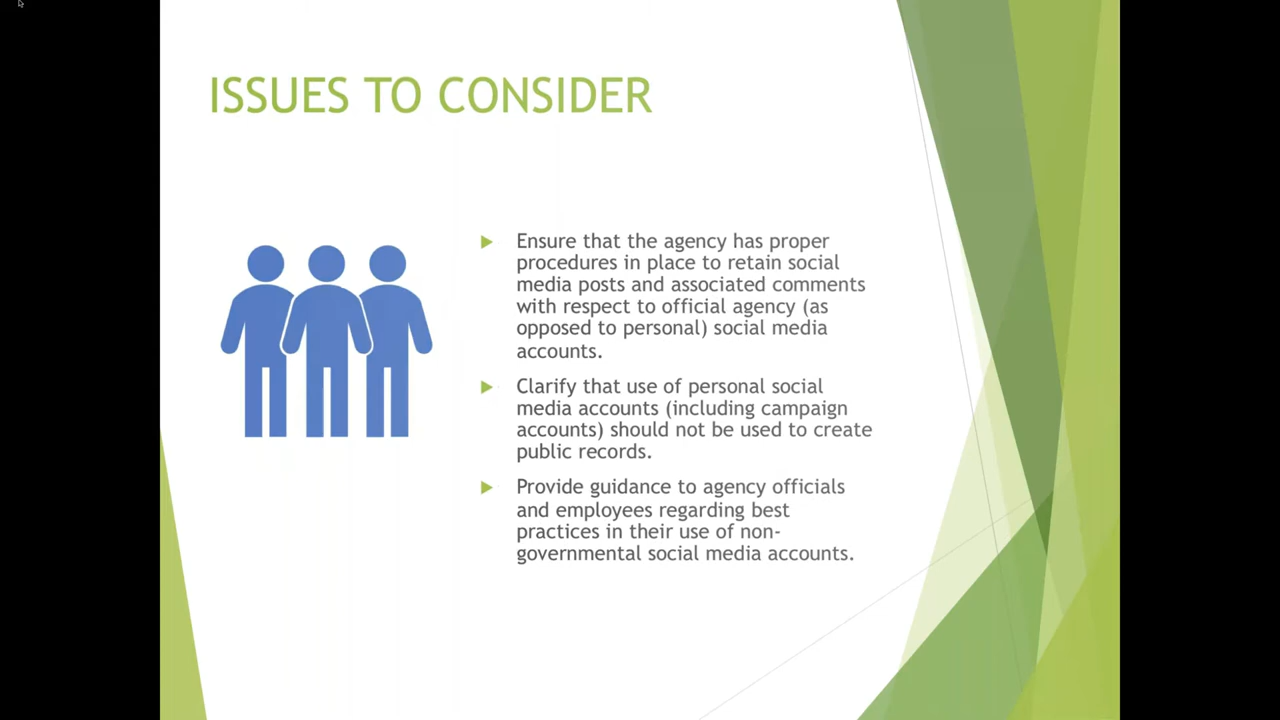 ISSUES TO CONSIDER
Ensure that the agency has proper
procedures in place to retain social
media posts and associated comments
with respect to official agency (as
opposed to personal) social media
accounts.
Clarify that use of personal social
media accounts (including campaign
accounts) should not be used to create
public records.
Provide guidance to agency officials
and employees regarding best
practices in their use of non-
governmental social media accounts.